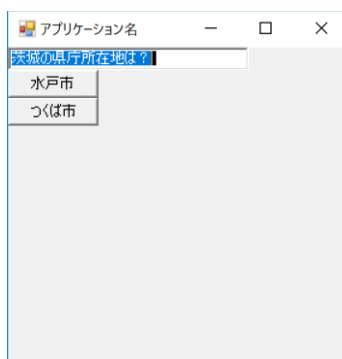 アプリケーション名
茨城の県庁所在地は？
水戸市
つくば市